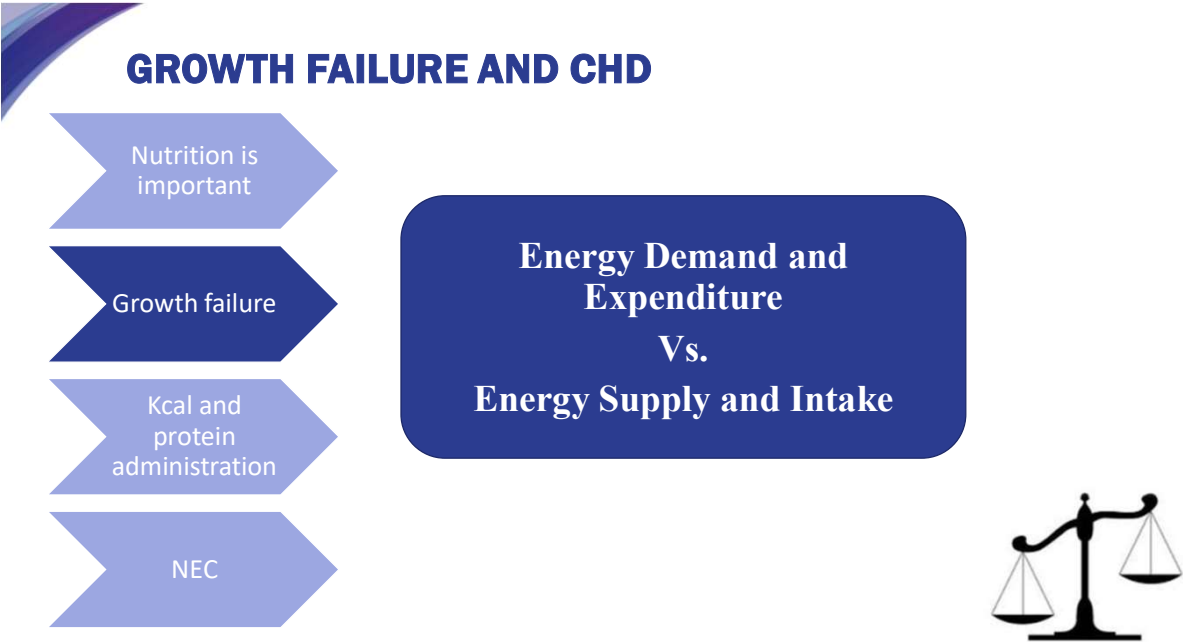 GROWTH FAILURE AND CHD
Nutrition is
important
Growth failure
Kcal and
protein
administration
NEC
Energy Demand and
Expenditure
Vs.
Energy Supply and Intake